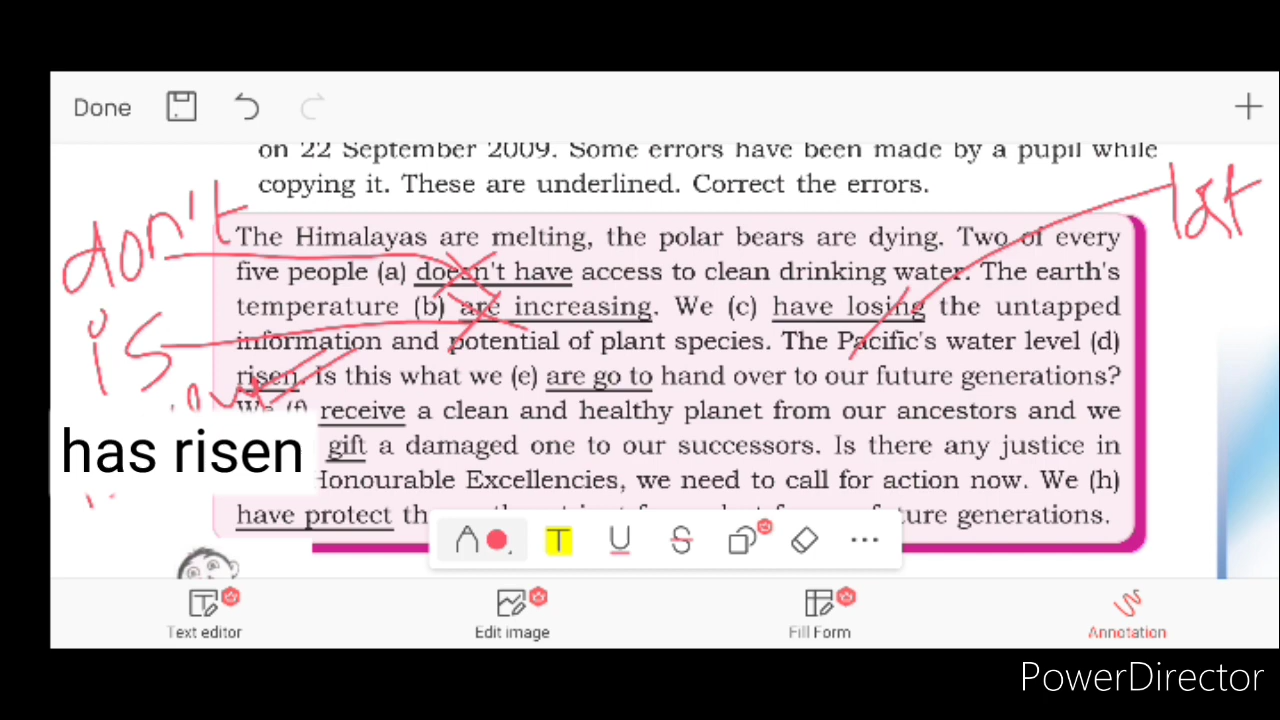 Done
on 22 September 2009. Some errors have been made by a pupil while
copying it. These are underlined. Correct the errors.
don't
lost
The Himalayas are melting, the polar bears are dying. Two of every
five people (a) doesn't have access to clean drinking water. The earth's
temperature (b) are increasing. We (c) have losing the untapped
is
information and potential of plant species. The Pacific's water level (d)
risen. Is this what we (e) are go to hand over to our future generations?
We (f) receive a clean and healthy planet from our ancestors and we
has risen
gift a damaged one to our successors. Is there any justice in
Honourable Excellencies, we need to call for action now. We (h)
have protect future generations.
T U S
Text editor
Edit image
Fill Form
Annotation
PowerDirector